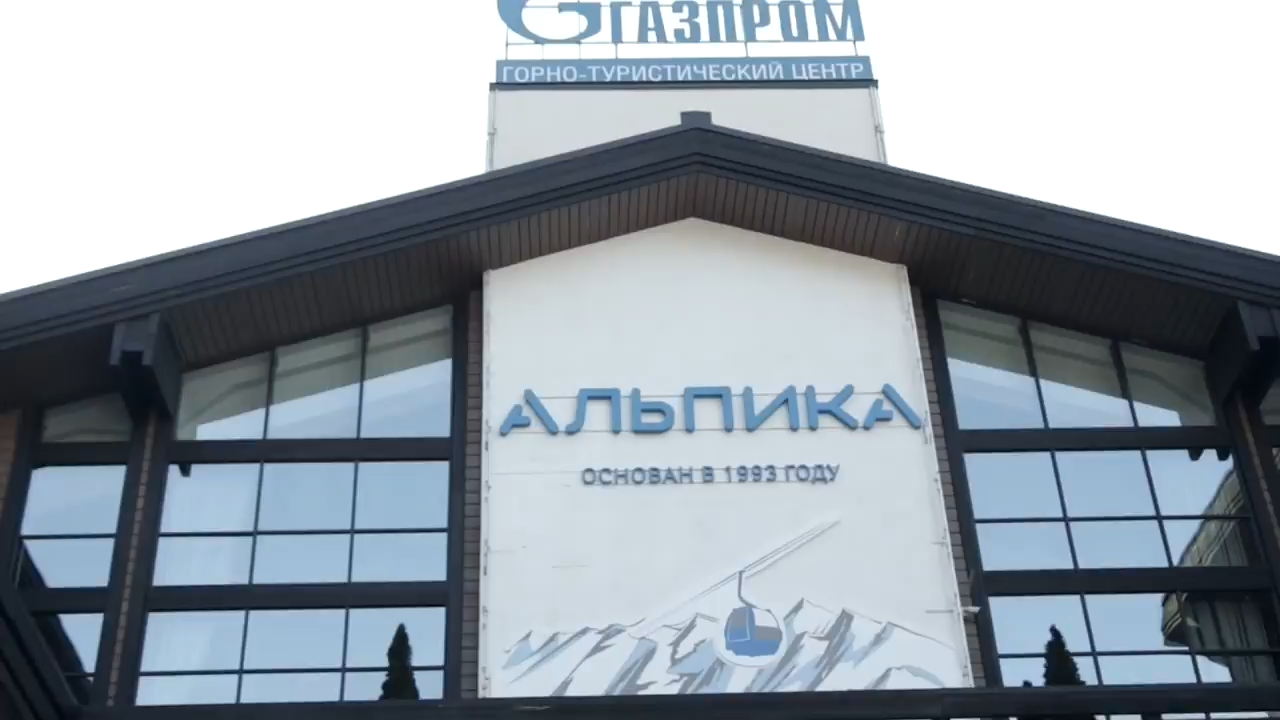 ГАЗПРОМ
ГОРНО-ТУРИСТИЧЕСКИЙ ЦЕНТР
АЛЬПИКА
ОСНОВАН В 1993 ГОДУ